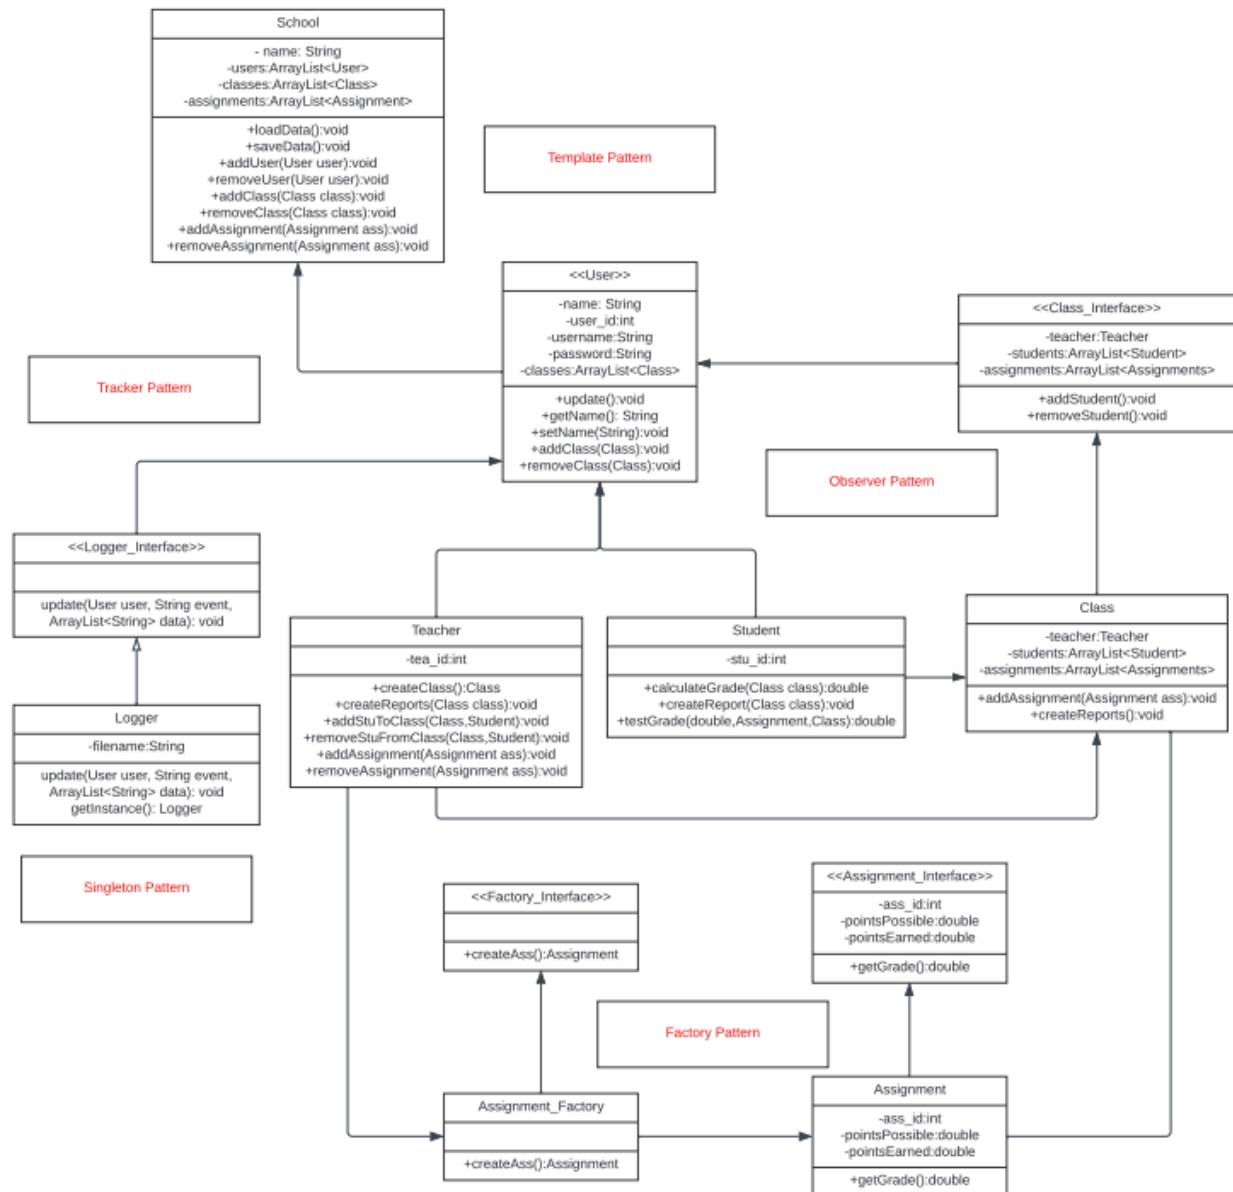 School
- name: String
-users:ArrayList<User>
-classes:ArrayList<Class>
-assignments:ArrayList<Assignment>
+loadData():void
+saveData():void
+addUser(User user):void
+removeUser(User user):void
+addClass(Class class):void
+removeClass(Class class):void
+addAssignment(Assignment ass):void
+removeAssignment(Assignment ass):void
Template Pattern
<<User>>
-name: String
-user_id:int
-username:String
-password:String
-classes:ArrayList<Class>
+update():void
+getName(): String
+setName(String):void
+addClass(Class):void
+removeClass(Class):void
<<Class_Interface>>
-teacher:Teacher
-students:ArrayList<Student>
-assignments:ArrayList<Assignments>
+addStudent():void
+removeStudent():void
Tracker Pattern
Observer Pattern
<<Logger_Interface>>
update(User user, String event,
ArrayList<String> data): void
Teacher
-tea_id:int
+createClass():Class
+createReports(Class class):void
+addStuToClass(Class,Student):void
+removeStuFromClass(Class,Student):void
+addAssignment(Assignment ass):void
+removeAssignment(Assignment ass):void
Student
-stu_id:int
+calculateGrade(Class class):double
+createReport(Class class):void
+testGrade(double,Assignment,Class):double
Class
-teacher:Teacher
-students:ArrayList<Student>
-assignments:ArrayList<Assignments>
+addAssignment(Assignment ass):void
+createReports():void
Logger
-filename:String
update(User user, String event,
ArrayList<String> data): void
getInstance(): Logger
Singleton Pattern
<<Factory_Interface>>
+createAss():Assignment
<<Assignment_Interface>>
-ass_id:int
-pointsPossible:double
-pointsEarned:double
+getGrade():double
Factory Pattern
Assignment_Factory
+createAss():Assignment
Assignment
-ass_id:int
-pointsPossible:double
-pointsEarned:double
+getGrade():double